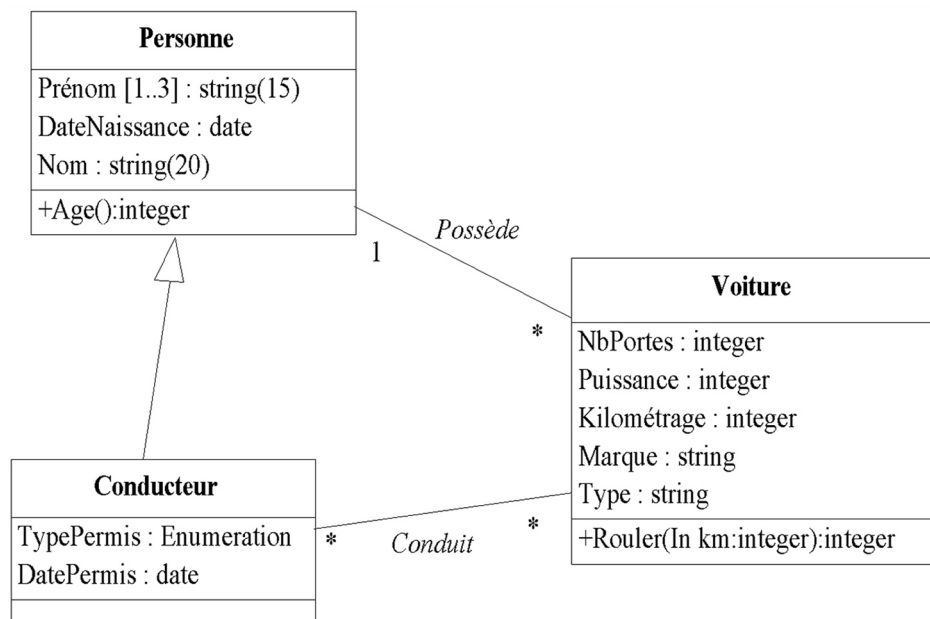 Personne
Prénom [1..3] : string(15)
DateNaissance : date
Nom : string(20)
+Age():integer
1
Possède
*
Voiture
NbPortes : integer
Puissance : integer
Kilométrage : integer
Marque : string
Type : string
+Rouler(In km:integer):integer
Conducteur
TypePermis : Enumeration
DatePermis : date
*
Conduit
*